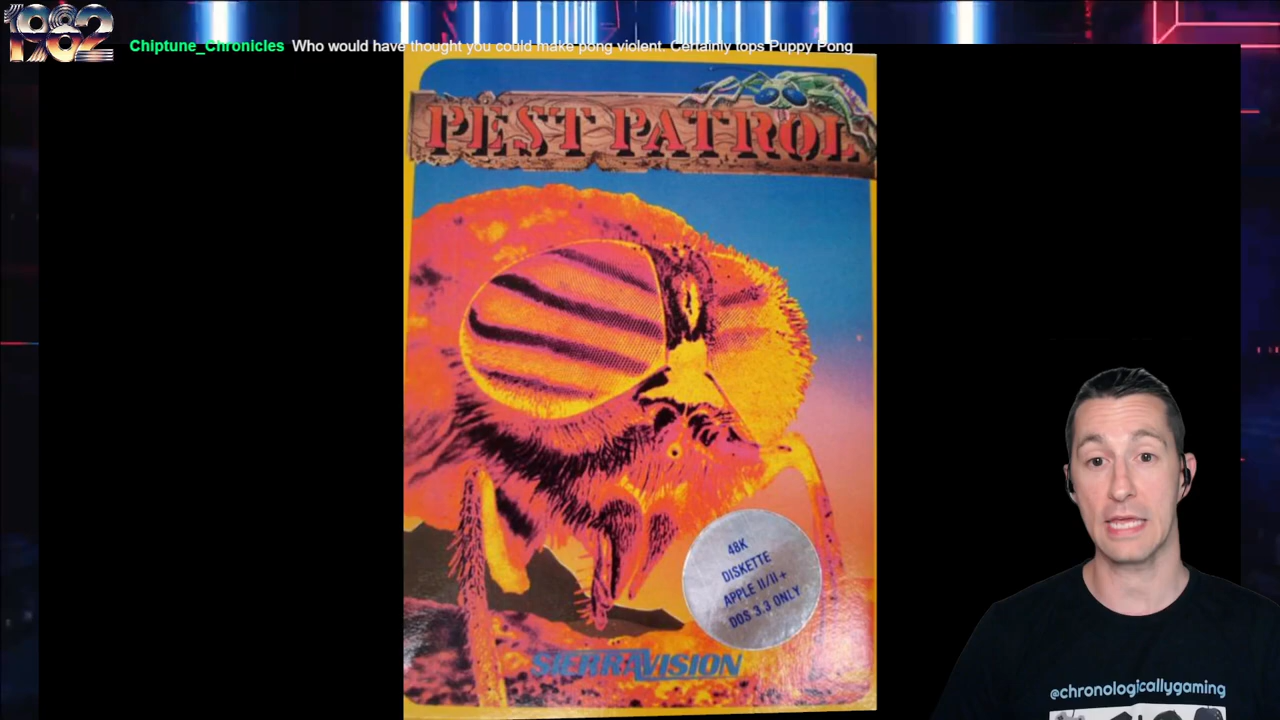 1982
Chiptune_Chronicles Who would have thought you could make pong violent. Certainly tops Puppy Pong
PEST PATROL
48K
DISKETTE
APPLE II/II+
DOS 3.3 ONLY
SIERRAVISION
@chronologicallygaming